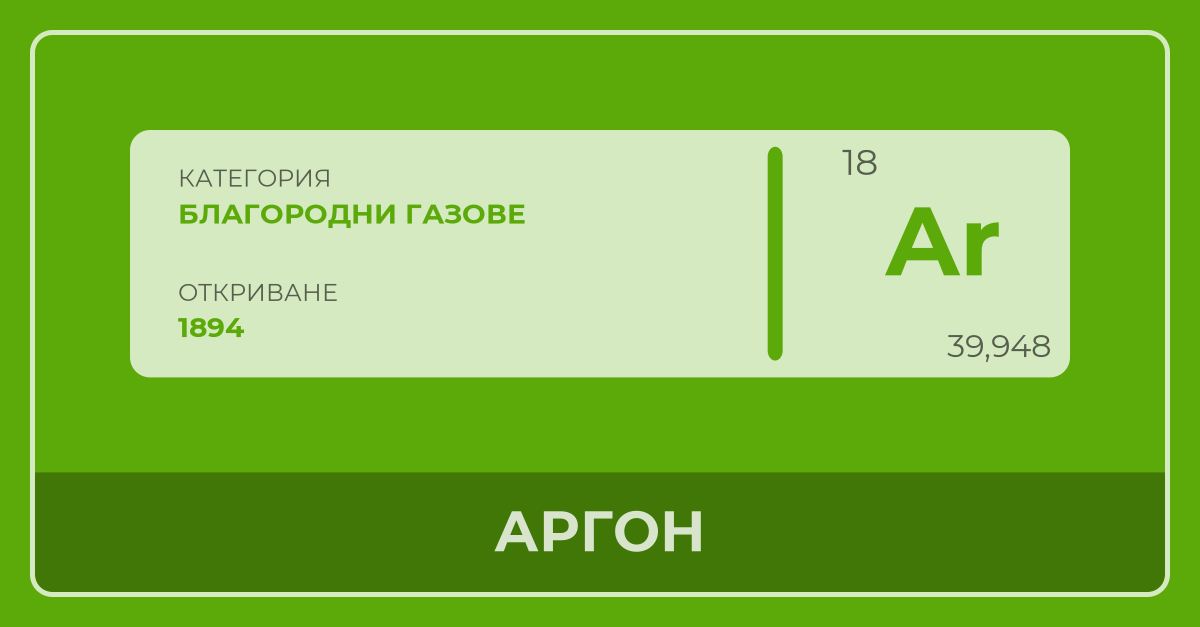 КАТЕГОРИЯ
БЛАГОРОДНИ ГАЗОВЕ
ОТКРИВАНЕ
1894
18
Ar
39,948
АРГОН